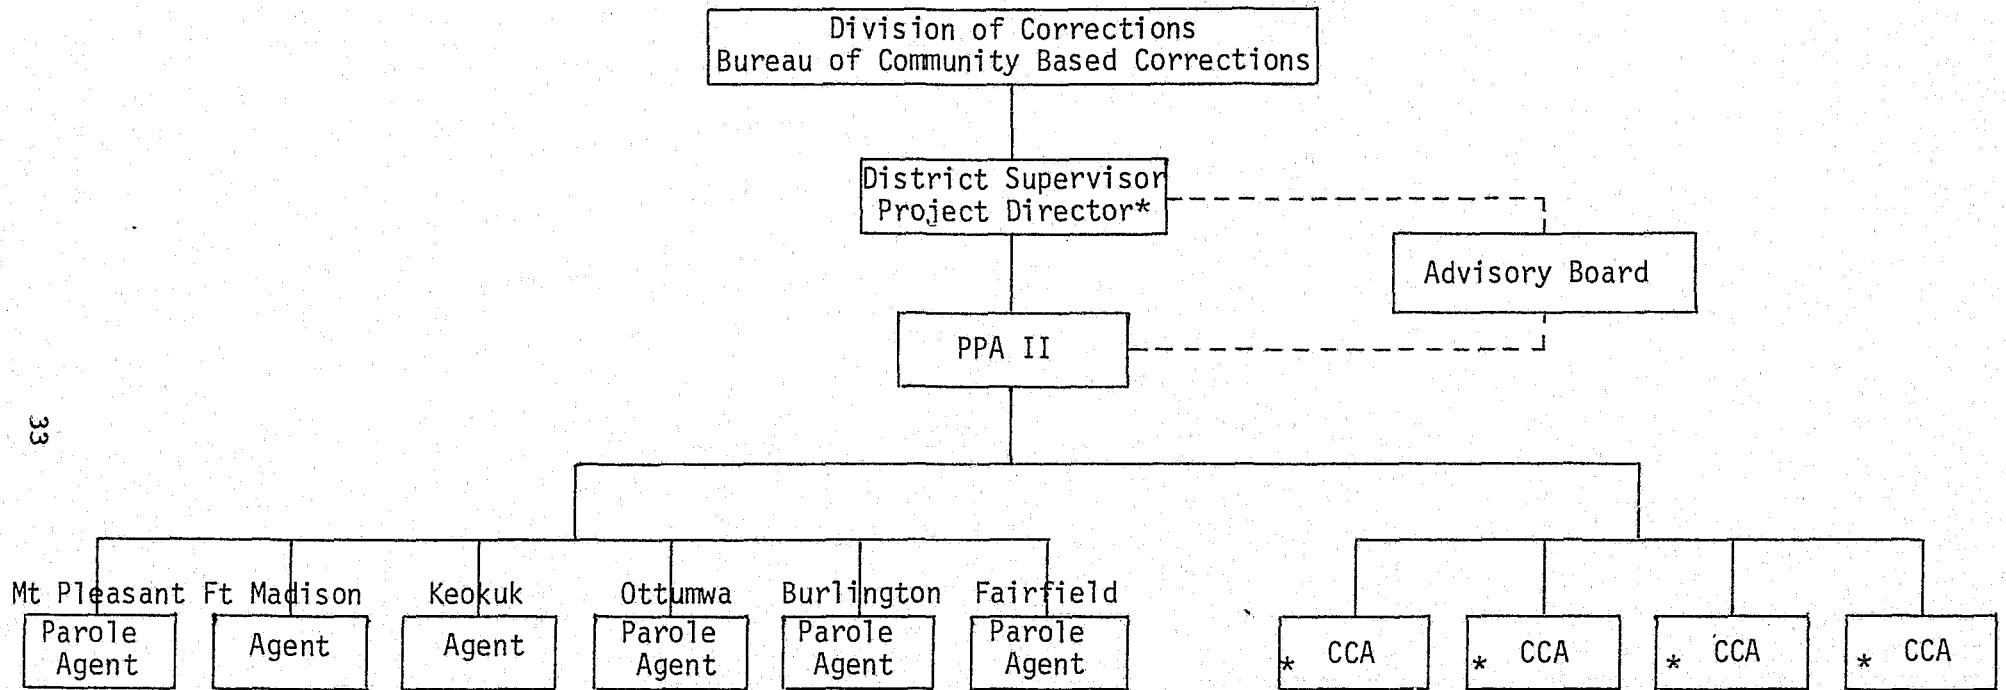 Division of Corrections
Bureau of Community Based Corrections
District Supervisor
Project Director*
Advisory Board
PPA II
33
Mt Pleasant Ft Madison Keokuk Ottumwa Burlington Fairfield
Parole Agent
Agent
Agent
Parole Agent
Parole Agent
Parole Agent
* CCA
* CCA
* CCA
* CCA